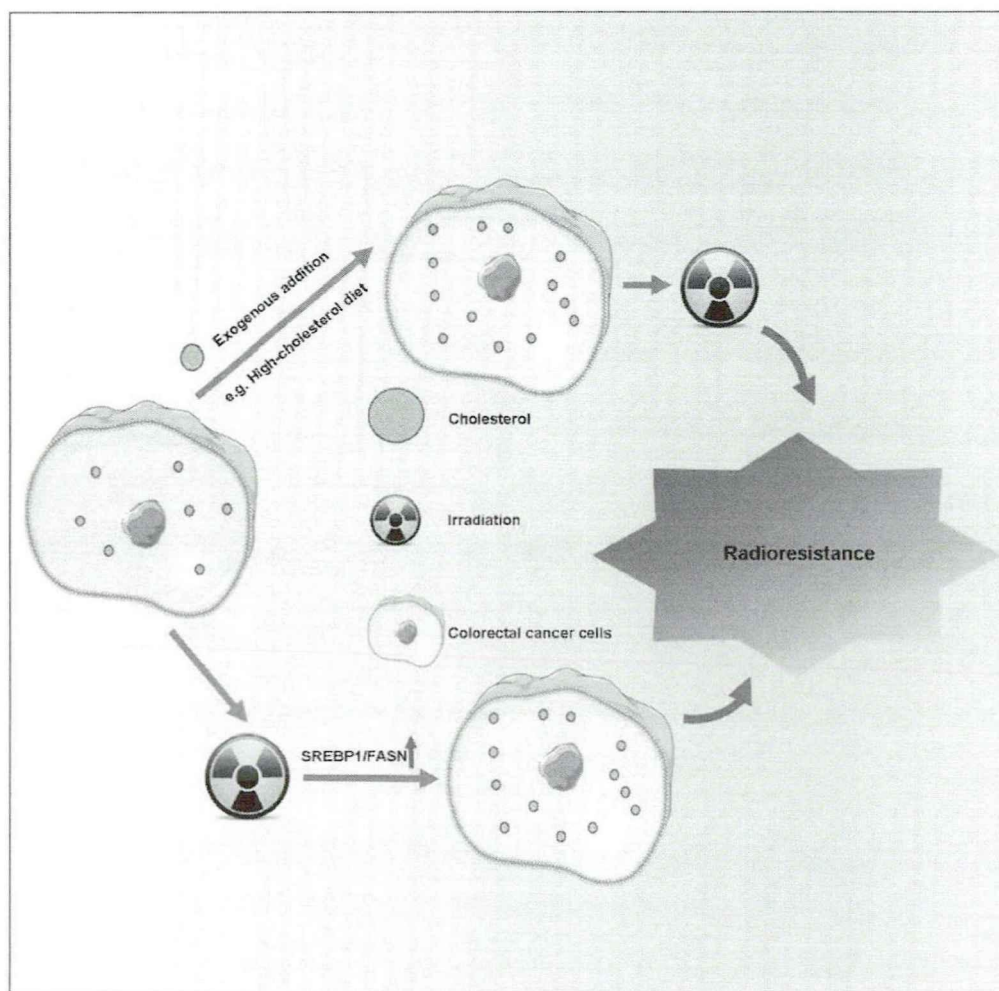 Exogenous addition
e.g. High-cholesterol diet
Cholesterol
Irradiation
Radioresistance
Colorectal cancer cells
SREBP1/FASN